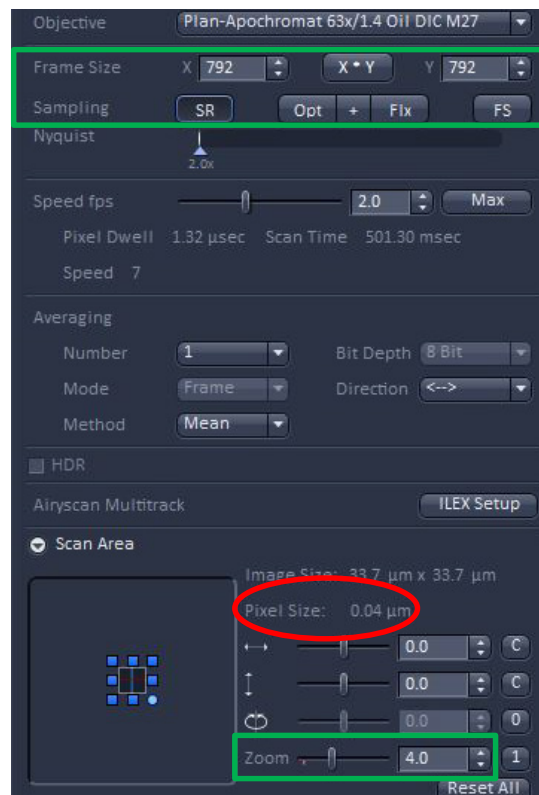 Objective Plan-Apochromat 63x/1.4 Oil DIC M27
Frame Size X 792 X * Y Y 792
Sampling SR Opt + Fix FS
Nyquist
2.0x
Speed fps 2.0 Max
Pixel Dwell 1.32 µsec Scan Time 501.30 msec
Speed 7
Averaging
Number 1 Bit Depth 8 Bit
Mode Frame Direction <-->
Method Mean
HDR
Airyscan Multitrack ILEX Setup
Scan Area
Image Size: 33.7 µm x 33.7 µm
Pixel Size: 0.04 µm
0.0 C
0.0 C
0.0 0
Zoom 4.0 1
Reset All